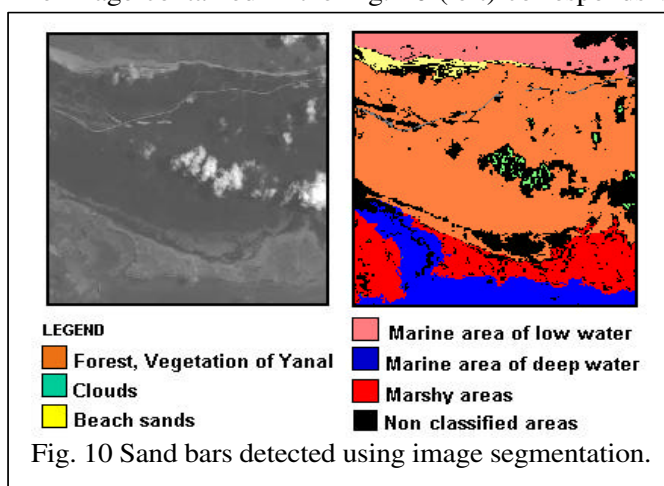 LEGEND
Forest, Vegetation of Yanal
Clouds
Beach sands
Marine area of low water
Marine area of deep water
Marshy areas
Non classified areas
Fig. 10 Sand bars detected using image segmentation.